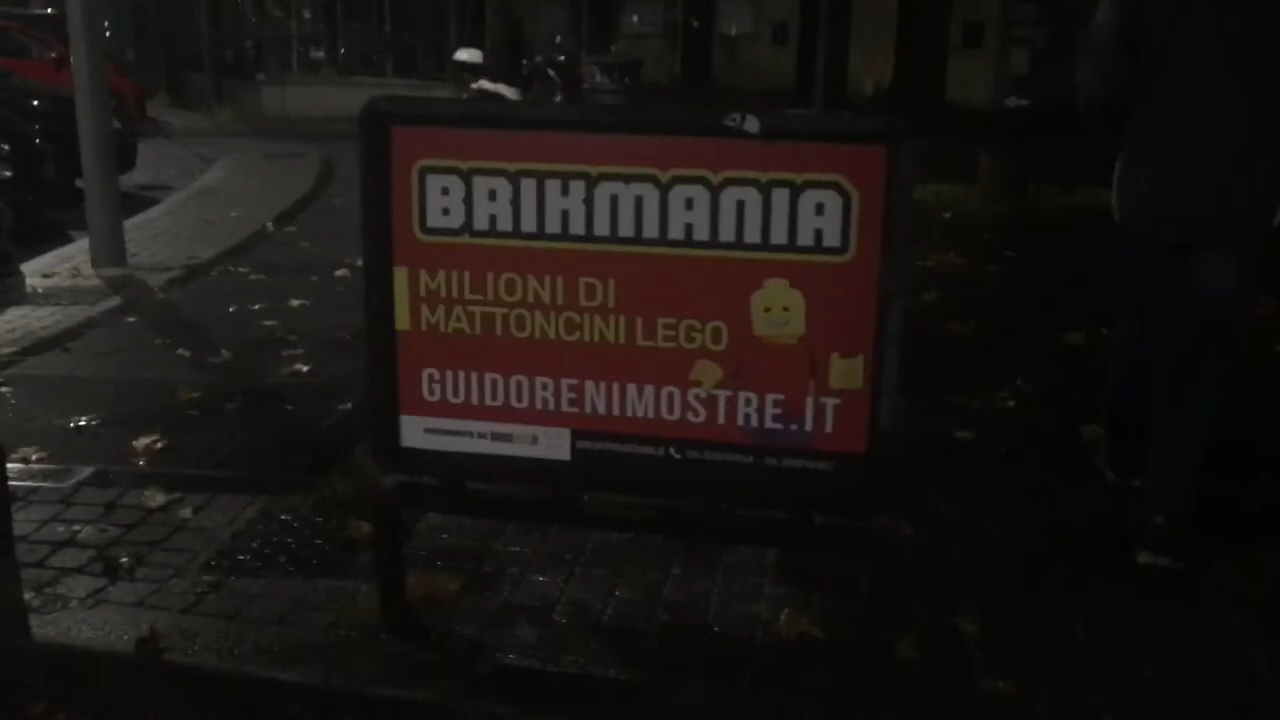 BRIKMANIA
MILIONI DI
MATTONCINI LEGO
GUIDORENIMOSTRE.IT